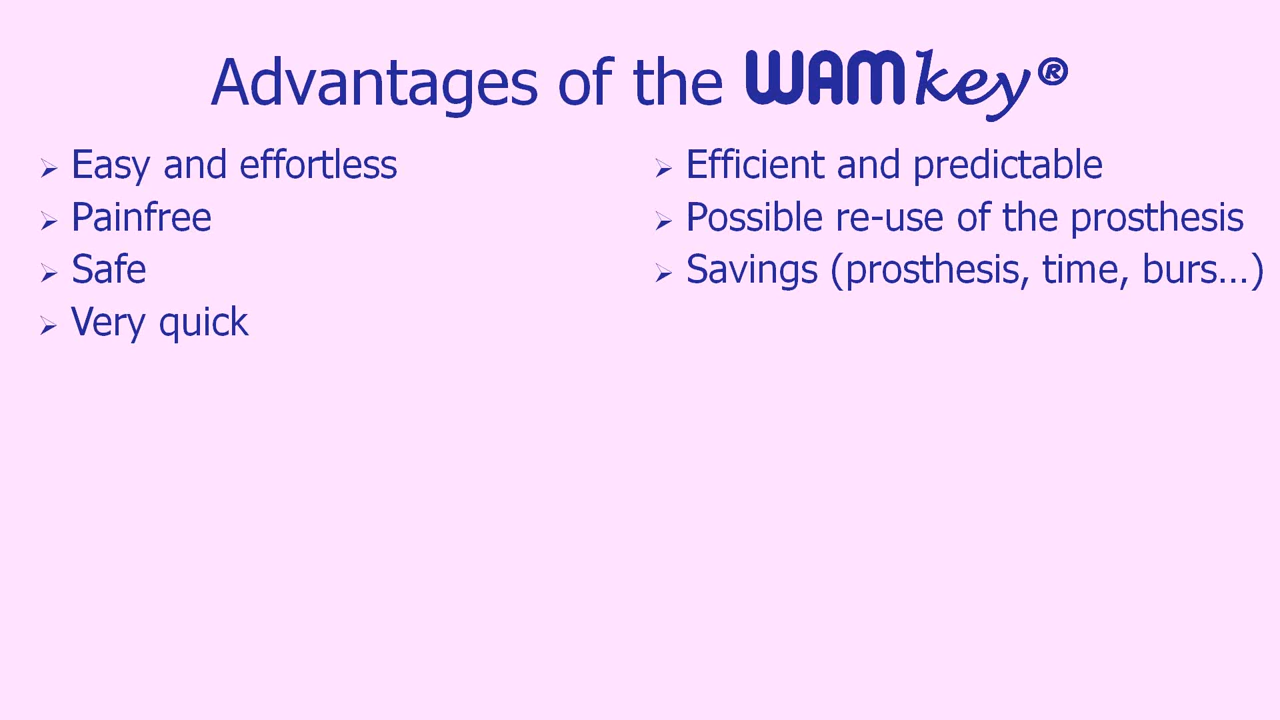 Advantages of the WAMkey®
➢ Easy and effortless
➢ Painfree
➢ Safe
➢ Very quick
➢ Efficient and predictable
➢ Possible re-use of the prosthesis
➢ Savings (prosthesis, time, burs...)